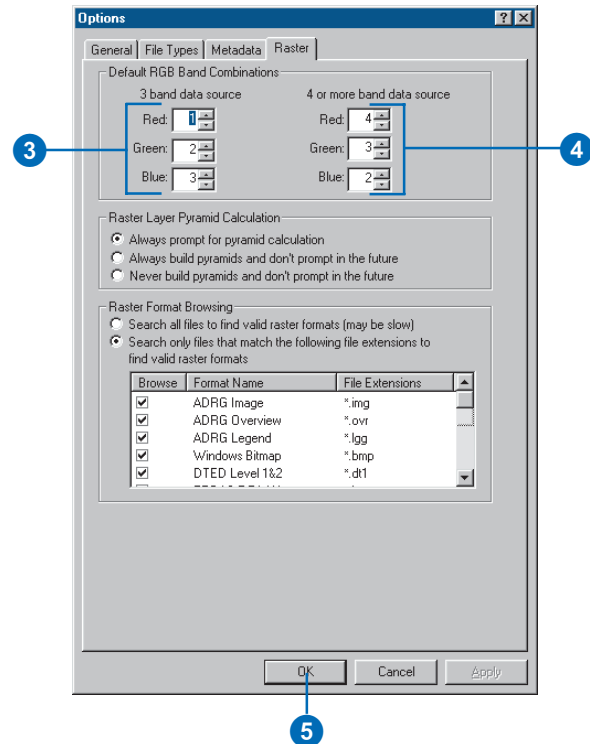 Options
General File Types Metadata Raster
Default RGB Band Combinations
3 band data source 4 or more band data source
Red: 1 Red: 4
3 4
Green: 2 Green: 3
Blue: 3 Blue: 2
Raster Layer Pyramid Calculation
Always prompt for pyramid calculation
Always build pyramids and don't prompt in the future
Never build pyramids and don't prompt in the future
Raster Format Browsing
Search all files to find valid raster formats (may be slow)
Search only files that match the following file extensions to
find valid raster formats
Browse Format Name File Extensions
ADRG Image *.img
ADRG Overview *.ovr
ADRG Legend *.lgg
Windows Bitmap *.bmp
DTED Level 1&2 *.dt1
OK Cancel Apply
5